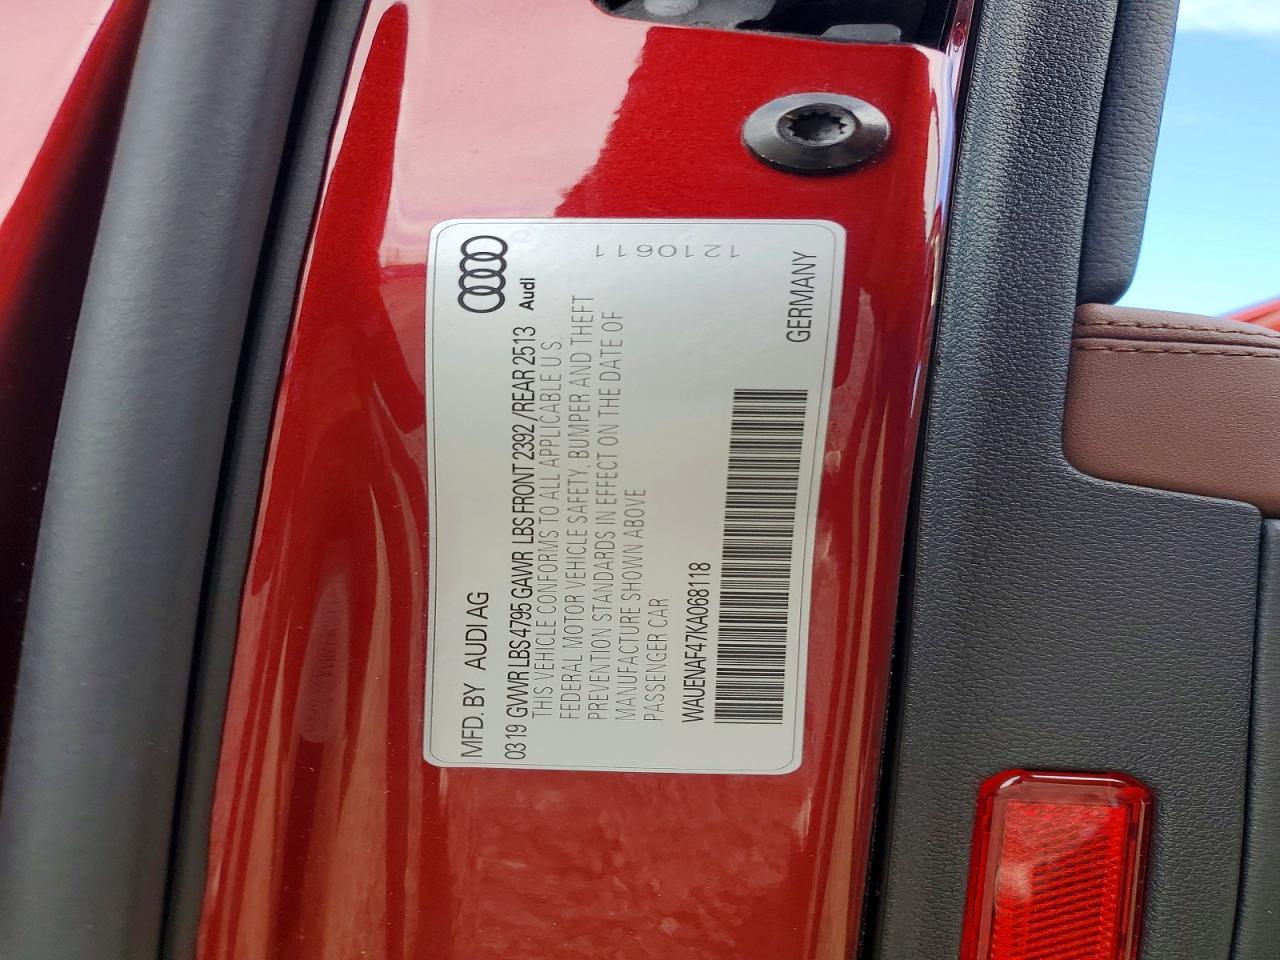 MFD. BY AUDI AG
Audi
0319 GVWR LBS 4795 GAWR LBS FRONT 2392 / REAR 2513
THIS VEHICLE CONFORMS TO ALL APPLICABLE U.S.
FEDERAL MOTOR VEHICLE SAFETY, BUMPER AND THEFT
PREVENTION STANDARDS IN EFFECT ON THE DATE OF
MANUFACTURE SHOWN ABOVE
PASSENGER CAR
WAUENAF47KA068118
GERMANY